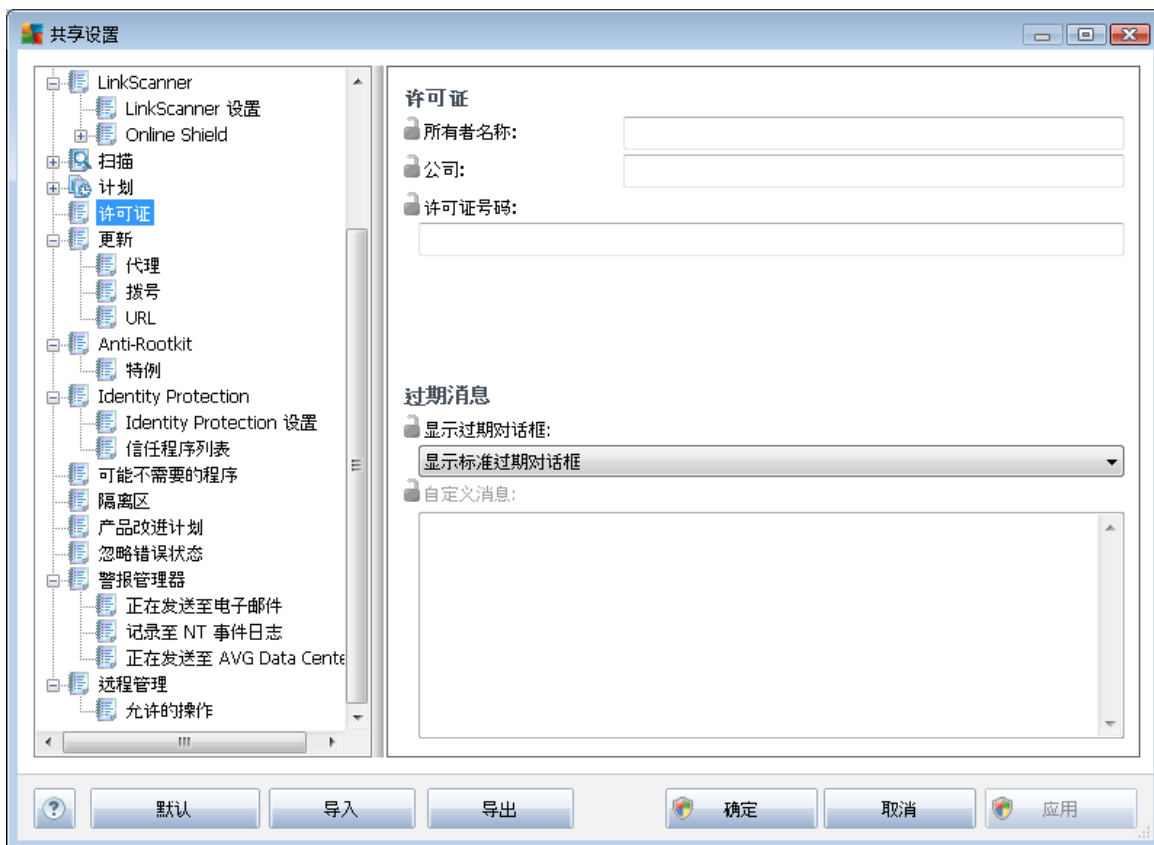 共享设置
LinkScanner
LinkScanner 设置
Online Shield
扫描
计划
许可证
更新
代理
拨号
URL
Anti-Rootkit
特例
Identity Protection
Identity Protection 设置
信任程序列表
可能不需要的程序
隔离区
产品改进计划
忽略错误状态
警报管理器
正在发送至电子邮件
记录至 NT 事件日志
正在发送至 AVG Data Cente
远程管理
允许的操作
许可证
所有者名称:
公司:
许可证号码:
过期消息
显示过期对话框:
显示标准过期对话框
自定义消息:
? 默认 导入 导出 确定 取消 应用